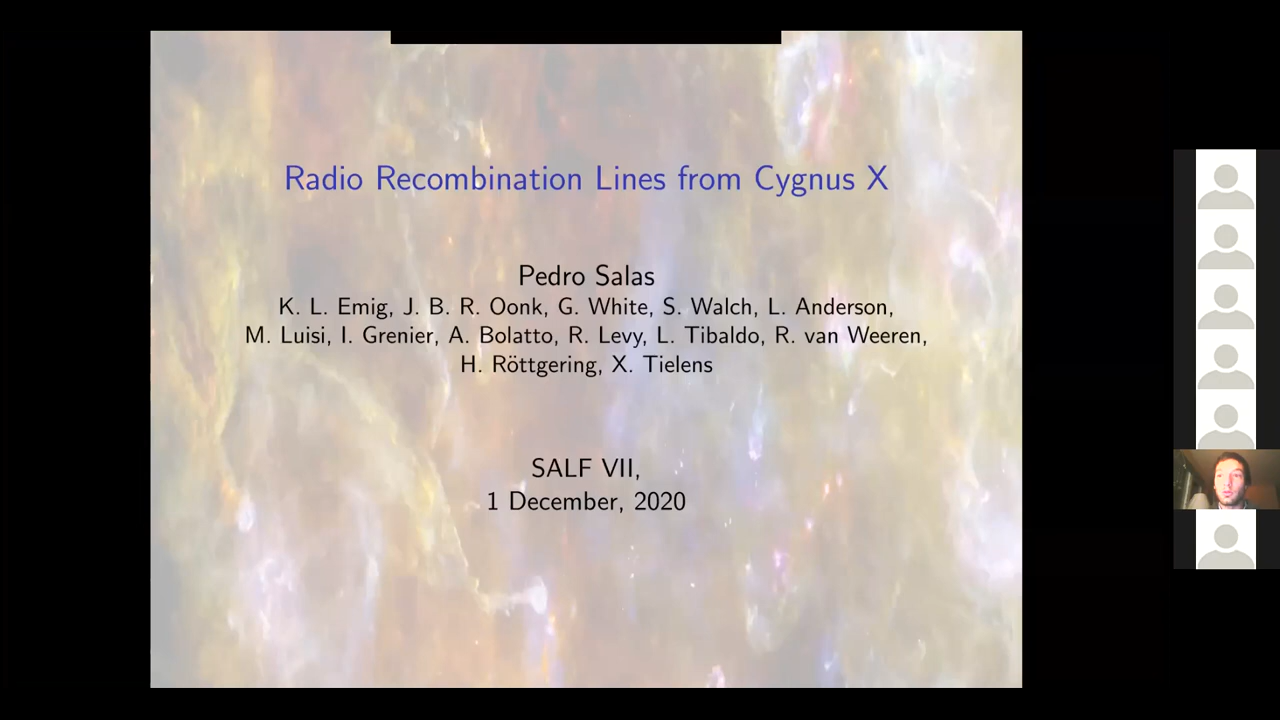 Radio Recombination Lines from Cygnus X
Pedro Salas
K. L. Emig, J. B. R. Oonk, G. White, S. Walch, L. Anderson,
M. Luisi, I. Grenier, A. Bolatto, R. Levy, L. Tibaldo, R. van Weeren,
H. Röttgering, X. Tielens
SALF VII,
1 December, 2020